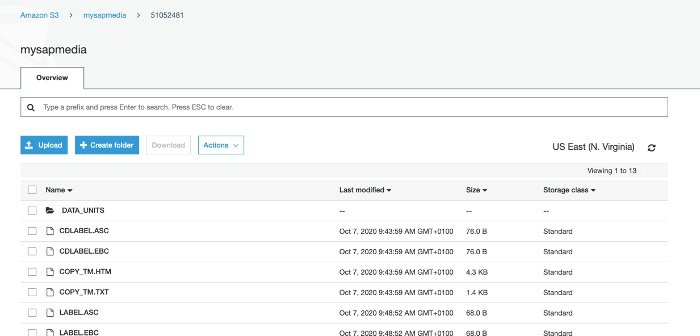 Amazon S3 > mysapmedia > 51052481
mysapmedia
Overview
Type a prefix and press Enter to search. Press ESC to clear.
Upload + Create folder Download Actions US East (N. Virginia)
Viewing 1 to 13
Name Last modified Size Storage class
DATA_UNITS -- -- --
CDLABEL.ASC Oct 7, 2020 9:43:59 AM GMT+0100 76.0 B Standard
CDLABEL.EBC Oct 7, 2020 9:43:59 AM GMT+0100 76.0 B Standard
COPY_TM.HTM Oct 7, 2020 9:43:59 AM GMT+0100 4.3 KB Standard
COPY_TM.TXT Oct 7, 2020 9:43:59 AM GMT+0100 1.4 KB Standard
LABEL.ASC Oct 7, 2020 9:48:52 AM GMT+0100 68.0 B Standard
LABEL.EBC Oct 7, 2020 9:48:52 AM GMT+0100 68.0 B Standard